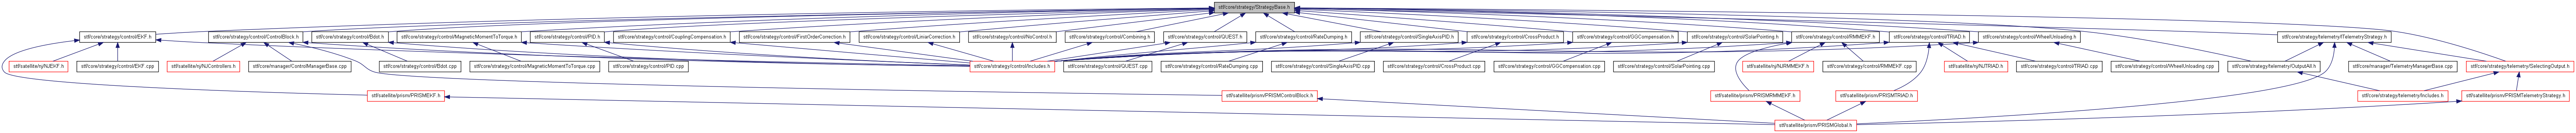 stf/core/strategy/StrategyBase.h
stf/core/strategy/control/EKF.h
stf/core/strategy/control/ControlBlock.h
stf/core/strategy/control/Bdot.h
stf/core/strategy/control/MagneticMomentToTorque.h
stf/core/strategy/control/PID.h
stf/core/strategy/control/CouplingCompensation.h
stf/core/strategy/control/FirstOrderCorrection.h
stf/core/strategy/control/LinearCorrection.h
stf/core/strategy/control/NoControl.h
stf/core/strategy/control/Combining.h
stf/core/strategy/control/QUEST.h
stf/core/strategy/control/RateDumping.h
stf/core/strategy/control/SingleAxisPID.h
stf/core/strategy/control/CrossProduct.h
stf/core/strategy/control/GGCompensation.h
stf/core/strategy/control/SolarPointing.h
stf/core/strategy/control/RMMEKF.h
stf/core/strategy/control/TRIAD.h
stf/core/strategy/control/WheelUnloading.h
stf/core/strategy/telemetry/ITelemetryStrategy.h
stf/satellite/nj/NJEKF.h
stf/core/strategy/control/EKF.cpp
stf/satellite/nj/NJControllers.h
stf/core/manager/ControlManagerBase.cpp
stf/core/strategy/control/Bdot.cpp
stf/core/strategy/control/MagneticMomentToTorque.cpp
stf/core/strategy/control/PID.cpp
stf/core/strategy/control/Includes.h
stf/core/strategy/control/QUEST.cpp
stf/core/strategy/control/RateDumping.cpp
stf/core/strategy/control/SingleAxisPID.cpp
stf/core/strategy/control/CrossProduct.cpp
stf/core/strategy/control/GGCompensation.cpp
stf/core/strategy/control/SolarPointing.cpp
stf/satellite/nj/NJRMMEKF.h
stf/core/strategy/control/RMMEKF.cpp
stf/satellite/nj/NJTRIAD.h
stf/core/strategy/control/TRIAD.cpp
stf/core/strategy/control/WheelUnloading.cpp
stf/core/strategy/telemetry/OutputAll.h
stf/core/manager/TelemetryManagerBase.cpp
stf/core/strategy/telemetry/SelectingOutput.h
stf/satellite/prism/PRISMEKF.h
stf/satellite/prism/PRISMControlBlock.h
stf/satellite/prism/PRISMRMMEKF.h
stf/satellite/prism/PRISMTRIAD.h
stf/core/strategy/telemetry/Includes.h
stf/satellite/prism/PRISMTelemetryStrategy.h
stf/satellite/prism/PRISMGlobal.h